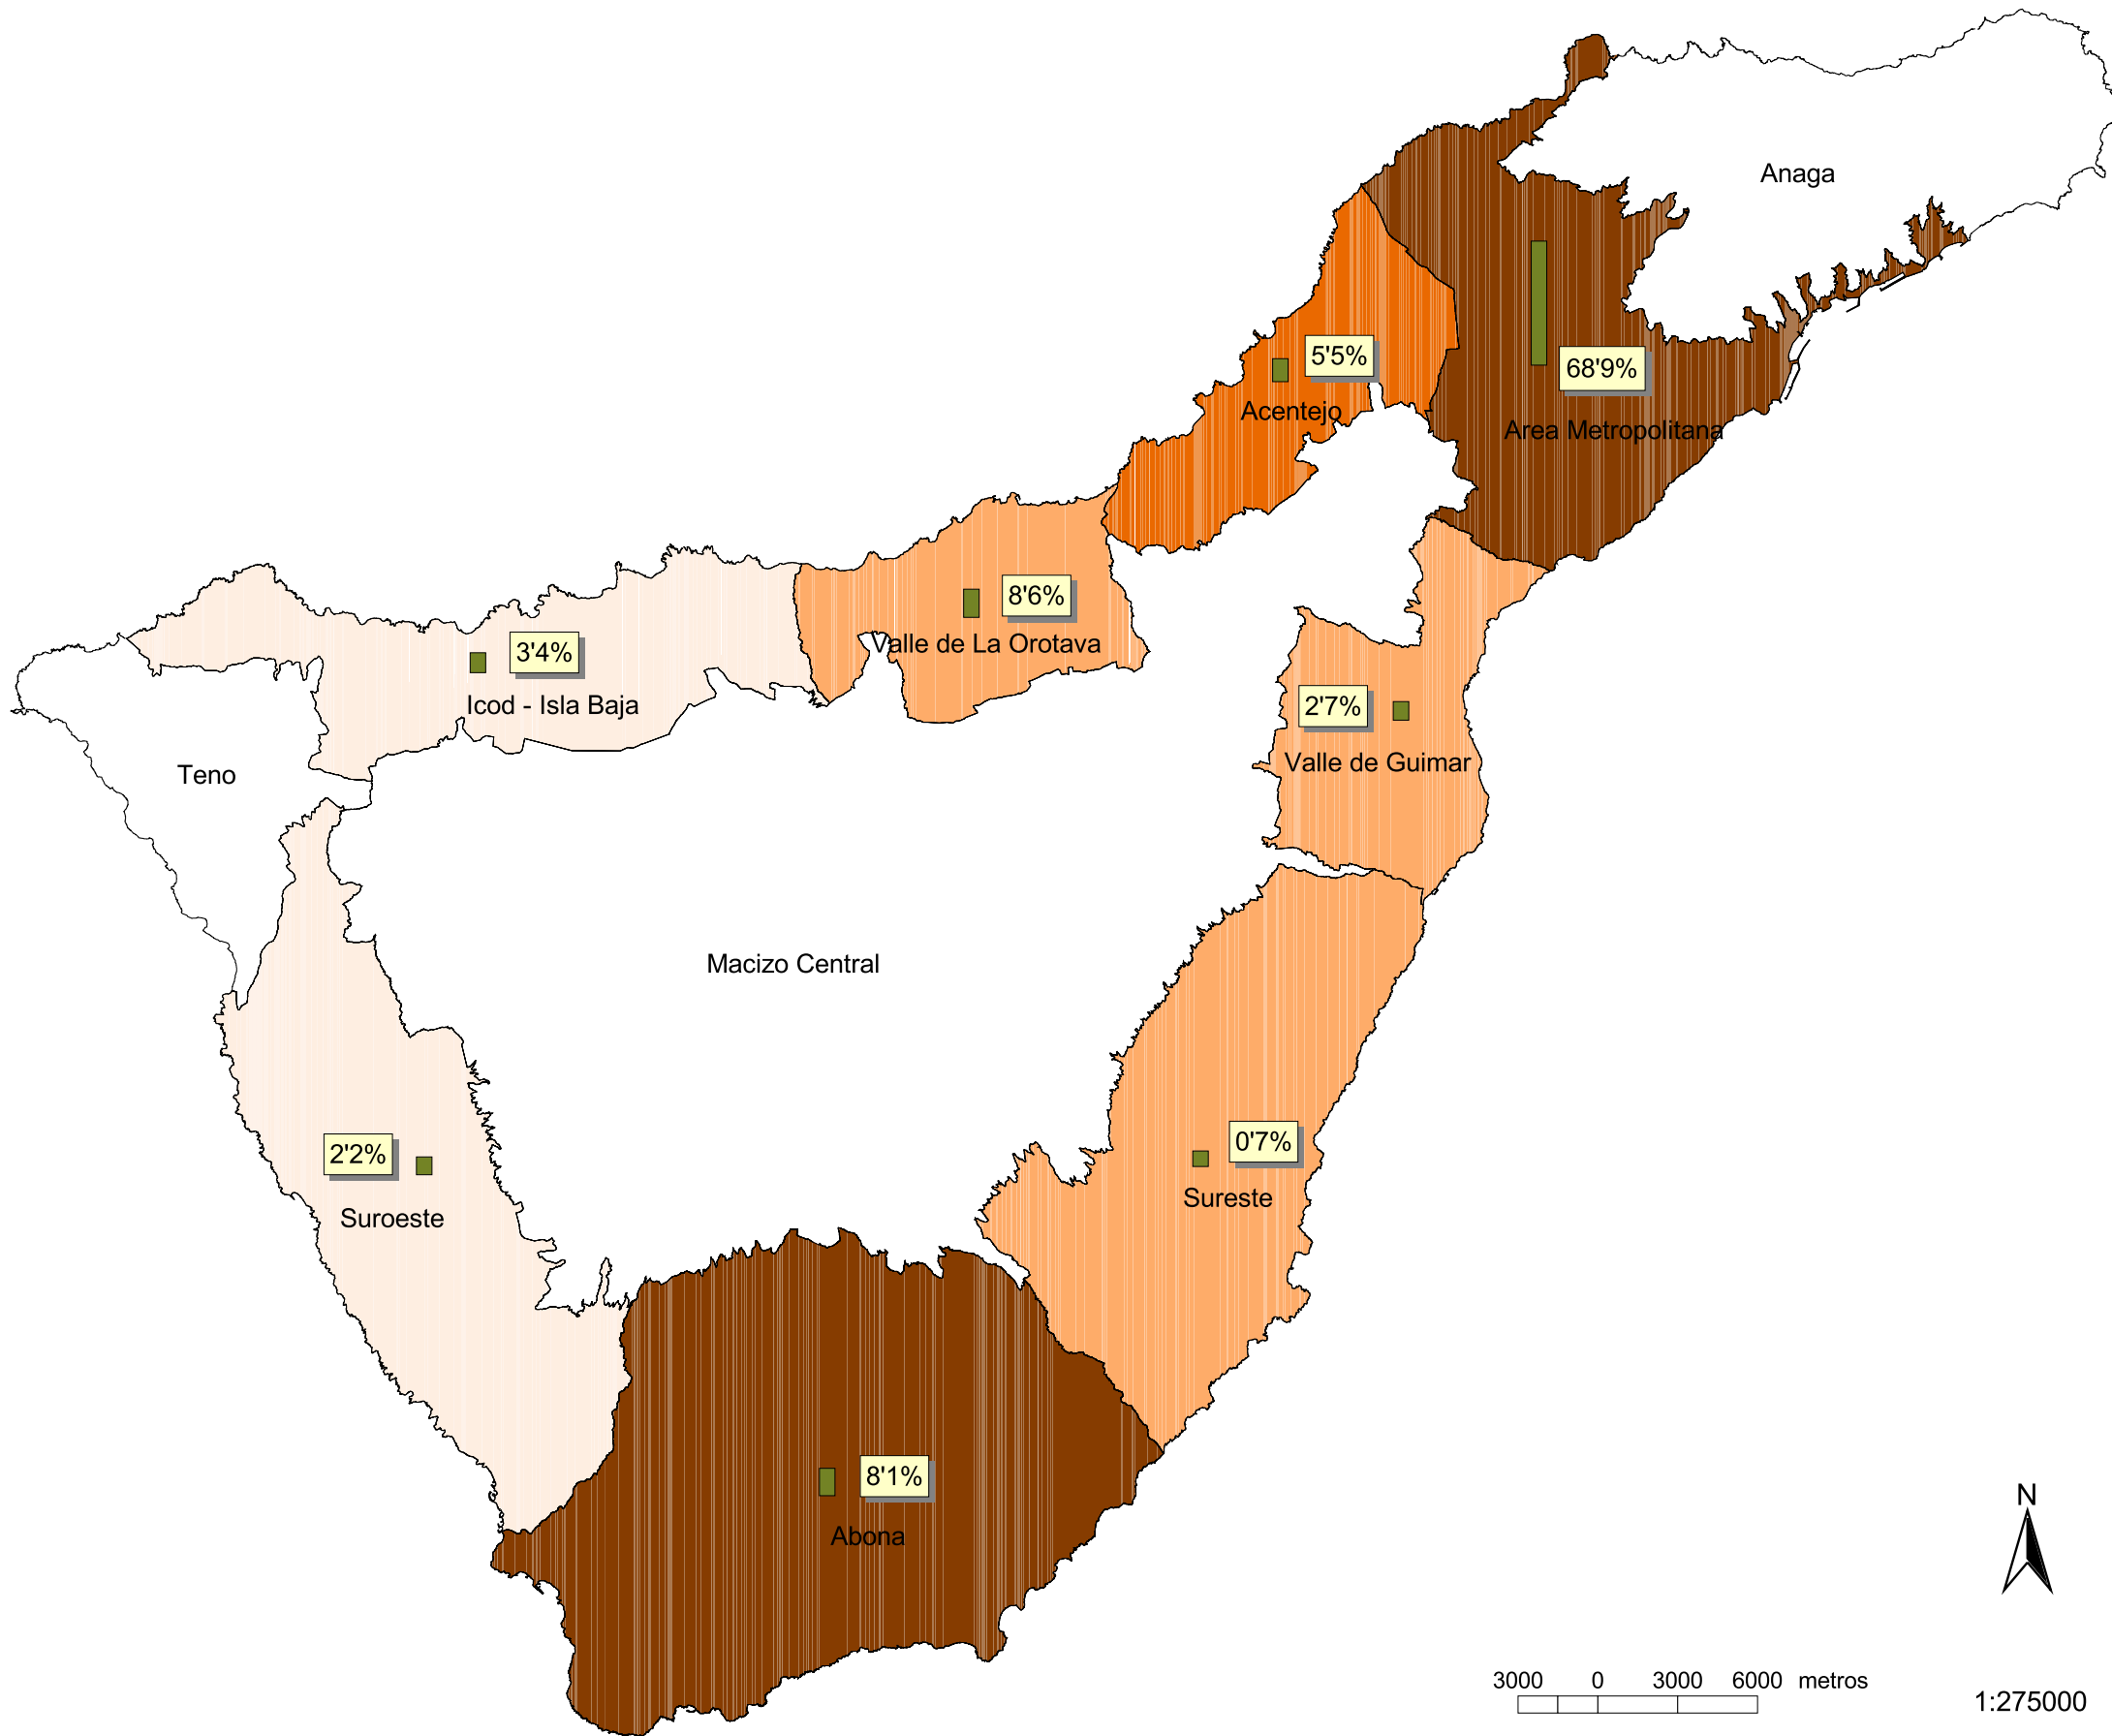 Anaga
5'5%
Acentejo
68'9%
Area Metropolitana
8'6%
Valle de La Orotava
3'4%
Icod - Isla Baja
2'7%
Valle de Guimar
Teno
Macizo Central
2'2%
Suroeste
0'7%
Sureste
8'1%
Abona
N
3000 0 3000 6000 metros
1:275000